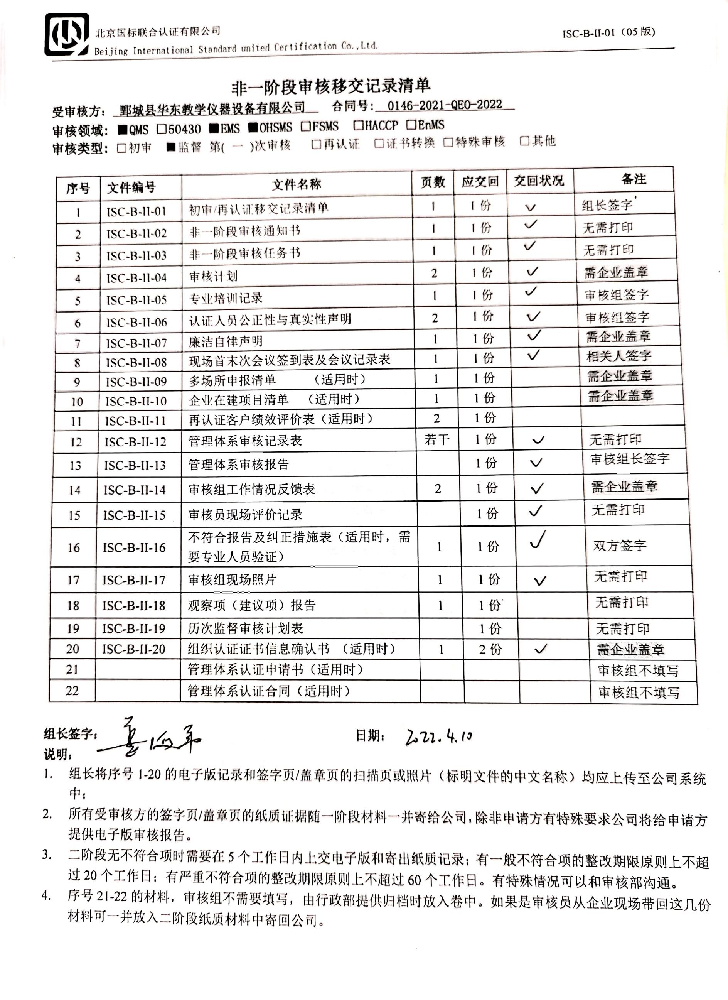 北京国标联合认证有限公司
ISC-B-II-01（05 版）
Beijing International Standard united Certification Co.,Ltd.
非一阶段审核移交记录清单
受审核方： 鄄城县华东教学仪器设备有限公司 合同号： 0146-2021-QEO-2022
审核领域：■QMS □50430 ■EMS ■OHSMS □FSMS □HACCP □EnMS
审核类型：□初审 ■监督 第( 一 )次审核 □再认证 □证书转换 □特殊审核 □其他
序号 文件编号 文件名称 页数 应交回 交回状况 备注
1 ISC-B-II-01 初审/再认证移交记录清单 1 1 份 ✓ 组长签字
2 ISC-B-II-02 非一阶段审核通知书 1 1 份 ✓ 无需打印
3 ISC-B-II-03 非一阶段审核任务书 1 1 份 ✓ 无需打印
4 ISC-B-II-04 审核计划 2 1 份 ✓ 需企业盖章
5 ISC-B-II-05 专业培训记录 1 1 份 ✓ 审核组签字
6 ISC-B-II-06 认证人员公正性与真实性声明 2 1 份 ✓ 审核组签字
7 ISC-B-II-07 廉洁自律声明 1 1 份 ✓ 需企业盖章
8 ISC-B-II-08 现场首末次会议签到表及会议记录表 1 1 份 ✓ 相关人签字
9 ISC-B-II-09 多场所申报清单 （适用时） 1 1 份 需企业盖章
10 ISC-B-II-10 企业在建项目清单 （适用时） 1 1 份 需企业盖章
11 ISC-B-II-11 再认证客户绩效评价表（适用时） 2 1 份
12 ISC-B-II-12 管理体系审核记录表 若干 1 份 ✓ 无需打印
13 ISC-B-II-13 管理体系审核报告 1 份 ✓ 审核组长签字
14 ISC-B-II-14 审核组工作情况反馈表 2 1 份 ✓ 需企业盖章
15 ISC-B-II-15 审核员现场评价记录 1 份 ✓ 无需打印
16 ISC-B-II-16 不符合报告及纠正措施表（适用时，需
要专业人员验证） 1 1 份 ✓ 双方签字
17 ISC-B-II-17 审核组现场照片 1 1 份 ✓ 无需打印
18 ISC-B-II-18 观察项（建议项）报告 1 1 份 无需打印
19 ISC-B-II-19 历次监督审核计划表 1 份 无需打印
20 ISC-B-II-20 组织认证证书信息确认书 （适用时） 1 2 份 ✓ 需企业盖章
21 管理体系认证申请书（适用时） 审核组不填写
22 管理体系认证合同（适用时） 审核组不填写
组长签字： 日期： 2022.4.10
说明：
1. 组长将序号 1-20 的电子版记录和签字页/盖章页的扫描页或照片（标明文件的中文名称）均应上传至公司系统
中；
2. 所有受审核方的签字页/盖章页的纸质证据随一阶段材料一并寄给公司,除非申请方有特殊要求公司将给申请方
提供电子版审核报告。
3. 二阶段无不符合项时需要在 5 个工作日内上交电子版和寄出纸质记录；有一般不符合项的整改期限原则上不超
过 20 个工作日；有严重不符合项的整改期限原则上不超过 60 个工作日。有特殊情况可以和审核部沟通。
4. 序号 21-22 的材料，审核组不需要填写，由行政部提供归档时放入卷中。如果是审核员从企业现场带回这几份
材料可一并放入二阶段纸质材料中寄回公司。